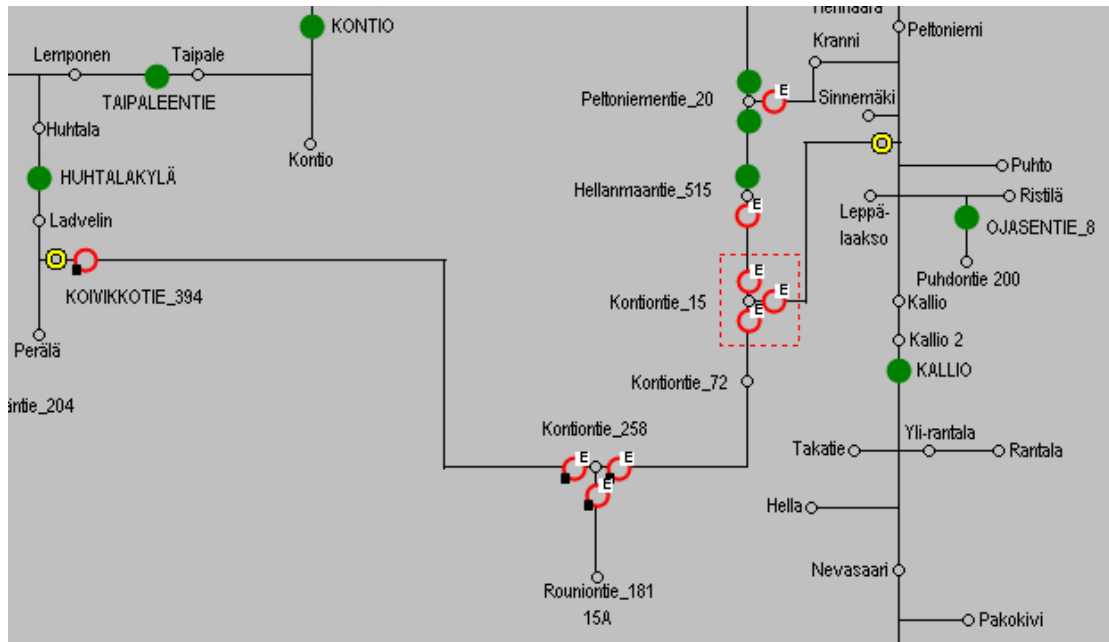 KONTIO
Peltoniemi
Kranni
Lemponen
Taipale
TAIPALEENTIE
E
Peltoniementie_20
Sinnemäki
Huhtala
Kontio
Puhto
HUHTALAKYLÄ
Hellanmaantie_515
E
Ristilä
Leppä-
laakso
OJASENTIE_8
Ladvelin
KOIVIKKOTIE_394
E
E
Puhdontie 200
Kontiontie_15
E
Kallio
Perälä
Kallio 2
KALLIO
Kontiontie_72
äntie_204
Kontiontie_258
Takatie
Yli-rantala
Rantala
E
E
E
Hella
Nevasaari
Rouniontie_181
15A
Pakokivi